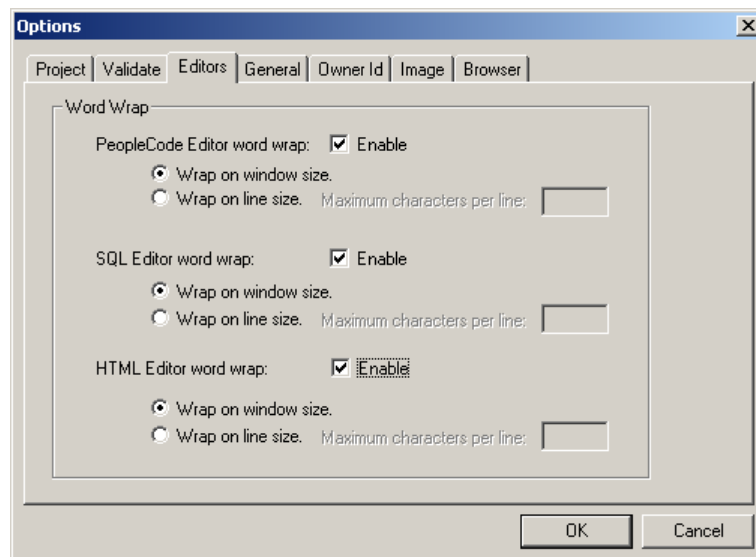 Options
Project Validate Editors General Owner Id Image Browser
Word Wrap
PeopleCode Editor word wrap: Enable
Wrap on window size.
Wrap on line size. Maximum characters per line:
SQL Editor word wrap: Enable
Wrap on window size.
Wrap on line size. Maximum characters per line:
HTML Editor word wrap: Enable
Wrap on window size.
Wrap on line size. Maximum characters per line:
OK Cancel